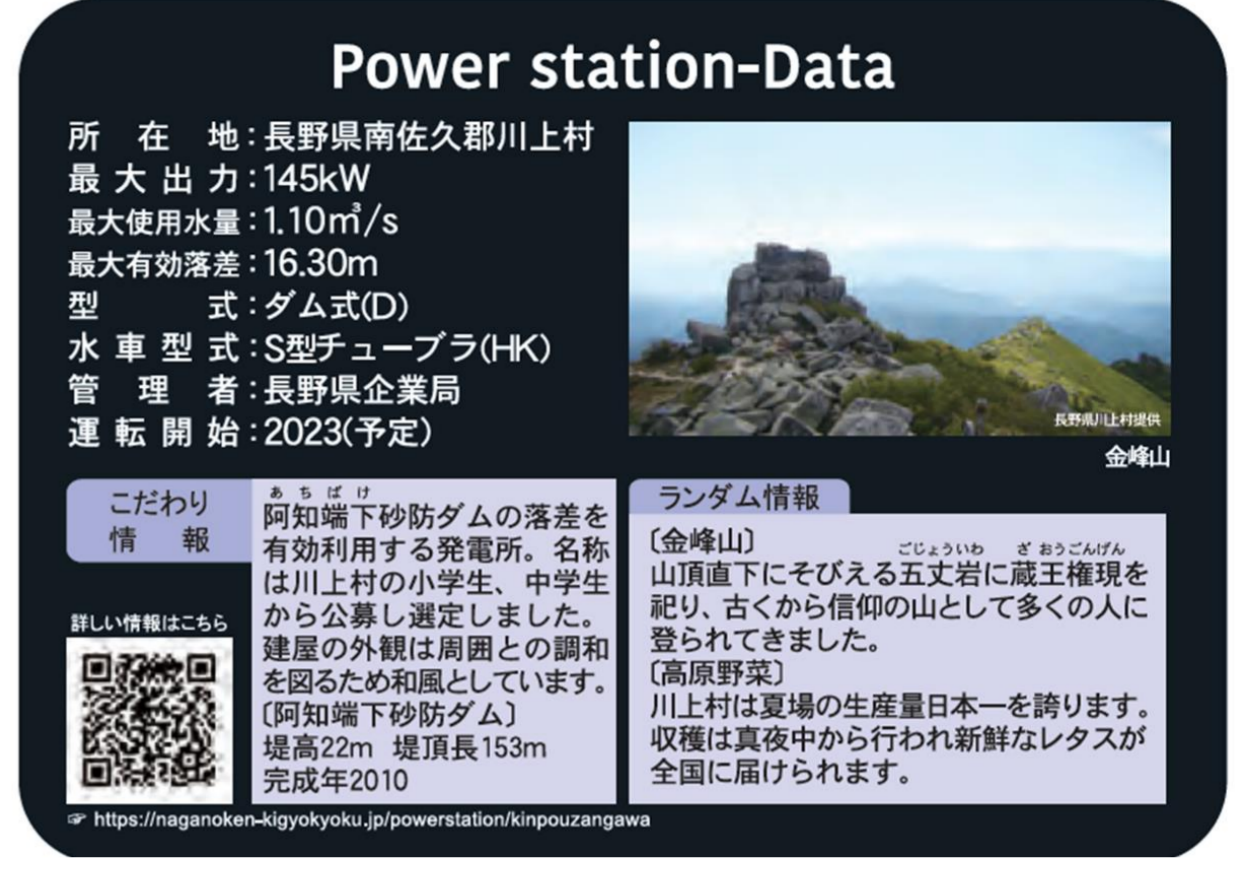 Power station-Data
所在地:長野県南佐久郡川上村
最大出力:145kW
最大使用水量:1.10㎥/s
最大有効落差:16.30m
型式:ダム式(D)
水車型式:S型チューブラ(HK)
管理者:長野県企業局
運転開始:2023(予定)
長野県川上村提供
金峰山
こだわり
情報
あちばけ
阿知端下砂防ダムの落差を
有効利用する発電所。名称
は川上村の小学生、中学生
から公募し選定しました。
建屋の外観は周囲との調和
を図るため和風としています。
〔阿知端下砂防ダム〕
堤高22m 堤頂長153m
完成年2010
詳しい情報はこちら
ランダム情報
〔金峰山〕
ごじょういわ ざおうごんげん
山頂直下にそびえる五丈岩に蔵王権現を
祀り、古くから信仰の山として多くの人に
登られてきました。
〔高原野菜〕
川上村は夏場の生産量日本一を誇ります。
収穫は真夜中から行われ新鮮なレタスが
全国に届けられます。
☞ https://naganoken-kigyokyoku.jp/powerstation/kinpouzangawa